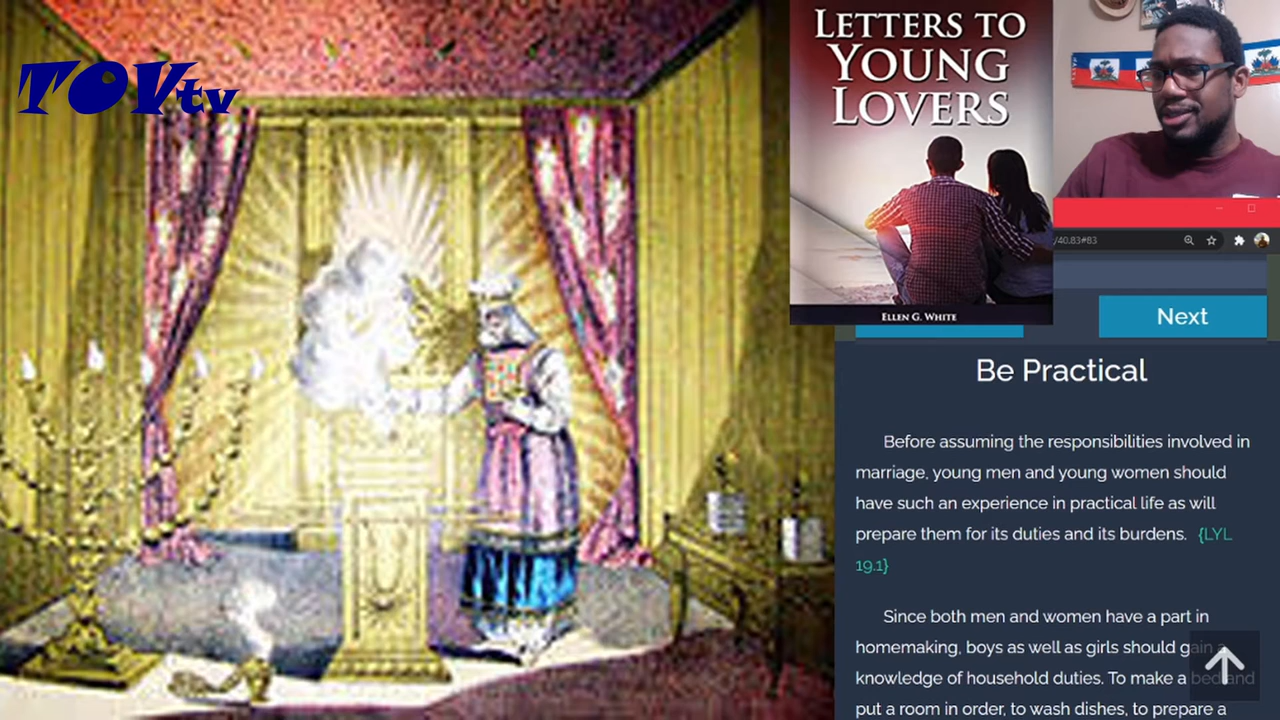 TOVtv
LETTERS TO
YOUNG
LOVERS
ELLEN G. WHITE
/40.83#83
Next
Be Practical
Before assuming the responsibilities involved in
marriage, young men and young women should
have such an experience in practical life as will
prepare them for its duties and its burdens. {LYL
19.1}
Since both men and women have a part in
homemaking, boys as well as girls should gain a
knowledge of household duties. To make a bed and
put a room in order, to wash dishes, to prepare a